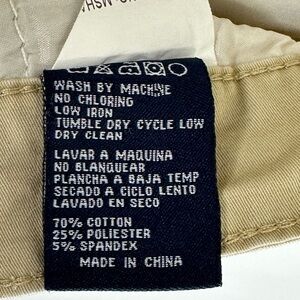 WASH BY MACHINE
NO CHLORING
LOW IRON
TUMBLE DRY CYCLE LOW
DRY CLEAN
LAVAR A MAQUINA
NO BLANQUEAR
PLANCHA A BAJA TEMP
SECADO A CICLO LENTO
LAVADO EN SECO
70% COTTON
25% POLIESTER
5% SPANDEX
MADE IN CHINA